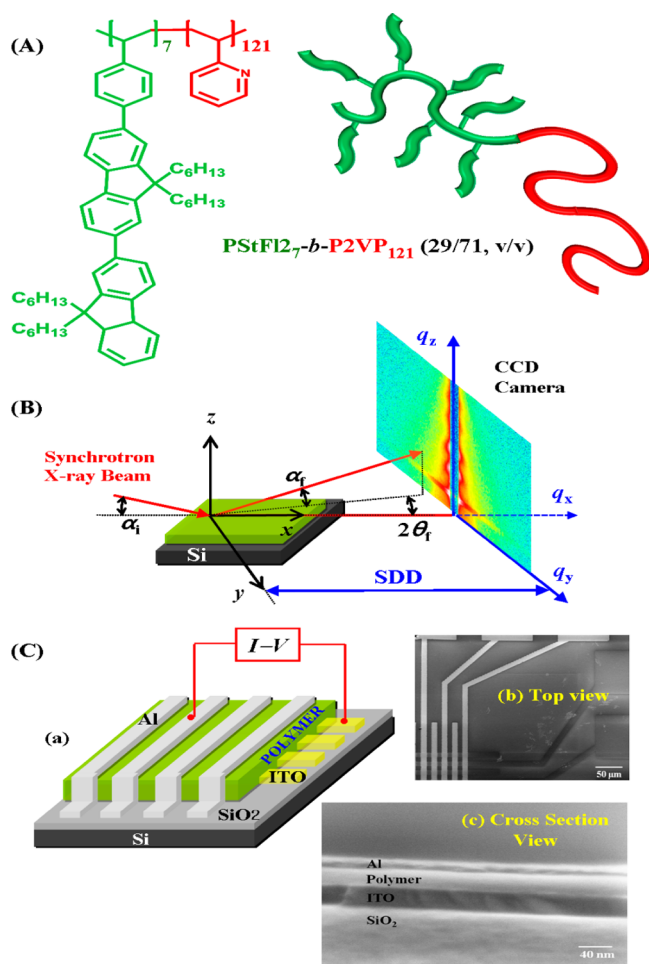 (A)
7
121
N
C6H13
C6H13
C6H13
C6H13
PStFl2₇-b-P2VP₁₂₁ (29/71, v/v)
(B)
qz
CCD
Camera
z
Synchrotron
X-ray Beam
αf
αi
x
2θf
qx
Si
y
SDD
qy
(C)
I–V
(a)
Al
POLYMER
ITO
SiO2
Si
(b) Top view
50 μm
(c) Cross Section
View
Al
Polymer
ITO
SiO₂
40 nm